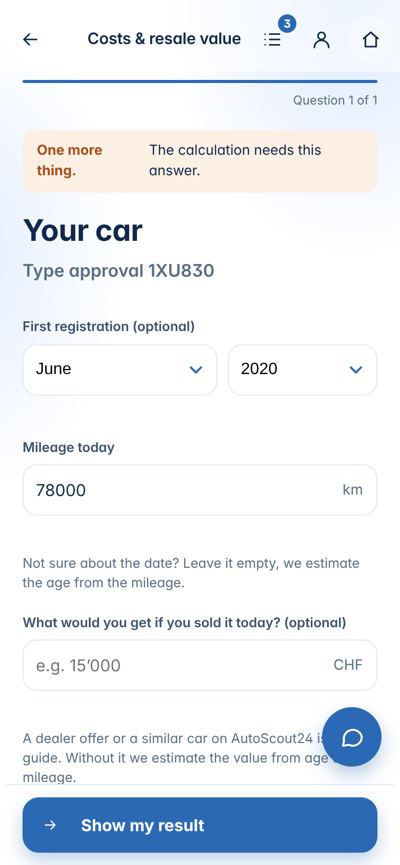 Costs & resale value
3
Question 1 of 1
One more
thing.
The calculation needs this
answer.
Your car
Type approval 1XU830
First registration (optional)
June
2020
Mileage today
78000
km
Not sure about the date? Leave it empty, we estimate
the age from the mileage.
What would you get if you sold it today? (optional)
e.g. 15’000
CHF
A dealer offer or a similar car on AutoScout24
guide. Without it we estimate the value from age
mileage.
Show my result